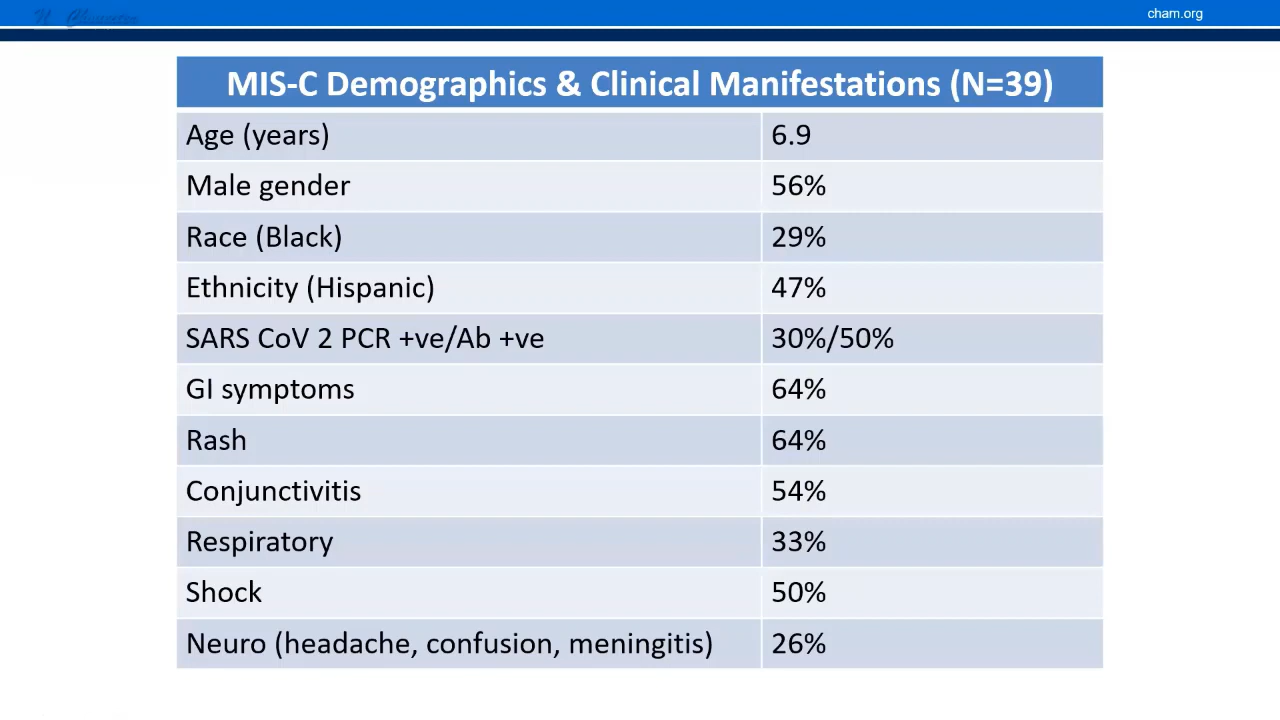 cham.org
MIS-C Demographics & Clinical Manifestations (N=39)
Age (years) 6.9
Male gender 56%
Race (Black) 29%
Ethnicity (Hispanic) 47%
SARS CoV 2 PCR +ve/Ab +ve 30%/50%
GI symptoms 64%
Rash 64%
Conjunctivitis 54%
Respiratory 33%
Shock 50%
Neuro (headache, confusion, meningitis) 26%